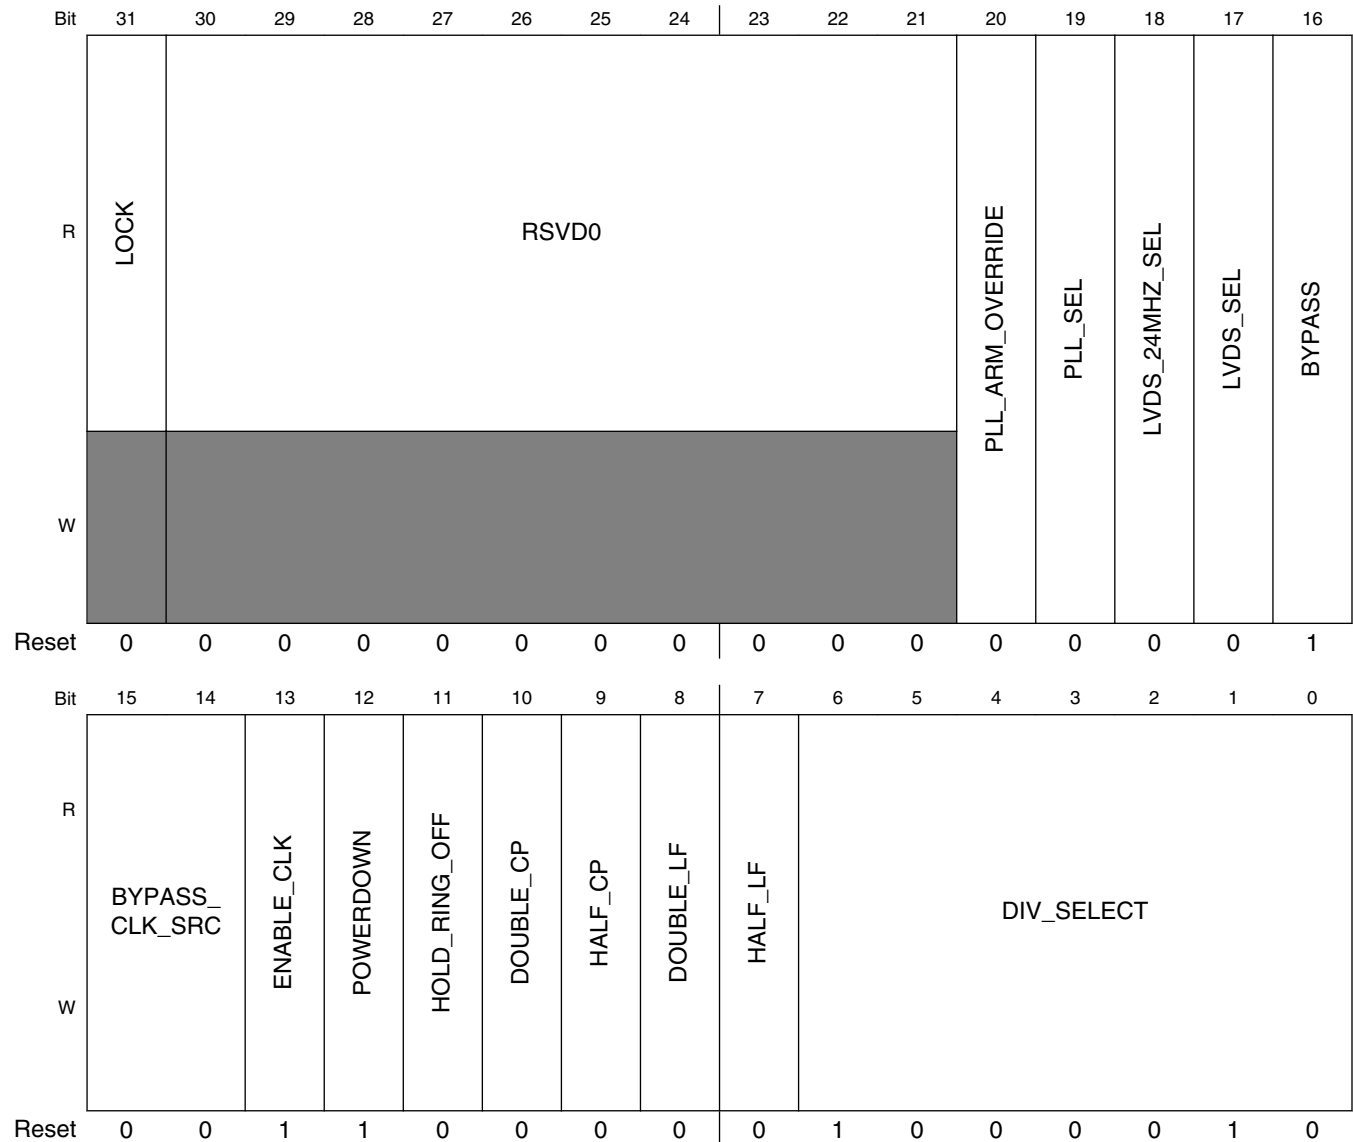 Bit 31 30 29 28 27 26 25 24 23 22 21 20 19 18 17 16
R LOCK RSVD0 PLL_ARM_OVERRIDE PLL_SEL LVDS_24MHZ_SEL LVDS_SEL BYPASS
W
Reset 0 0 0 0 0 0 0 0 0 0 0 0 0 0 0 1
Bit 15 14 13 12 11 10 9 8 7 6 5 4 3 2 1 0
R
BYPASS_
CLK_SRC ENABLE_CLK POWERDOWN HOLD_RING_OFF DOUBLE_CP HALF_CP DOUBLE_LF HALF_LF DIV_SELECT
W
Reset 0 0 1 1 0 0 0 0 0 1 0 0 0 0 1 0